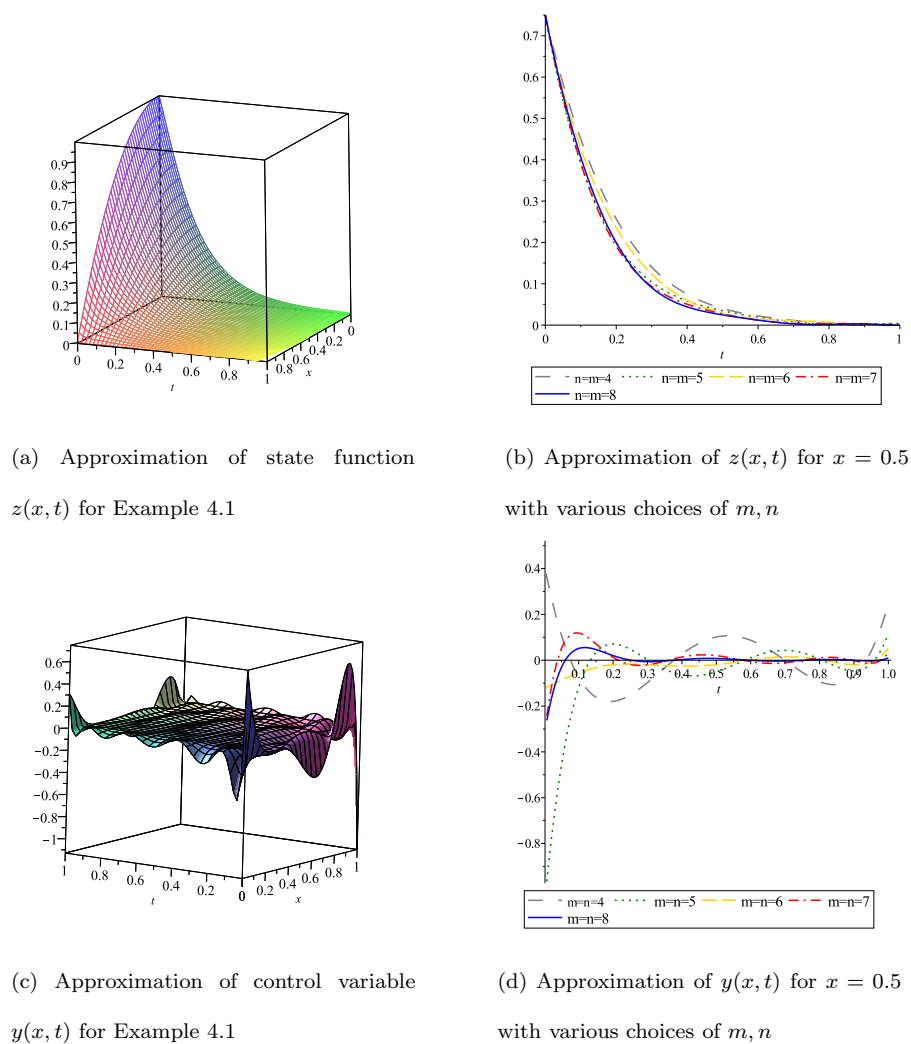 0.9
0.8
0.7
0.6
0.5
0.4
0.3
0.2
0.1
0
0 0.2 0.4 0.6 0.8 1
t
0.8 0.6 0.4 0.2 0
x
0.7
0.6
0.5
0.4
0.3
0.2
0.1
0
0 0.2 0.4 0.6 0.8 1
t
n=m=4 n=m=5 n=m=6 n=m=7
n=m=8
(a) Approximation of state function
z(x, t) for Example 4.1
(b) Approximation of z(x, t) for x = 0.5
with various choices of m, n
0.6
0.4
0.2
0
−0.2
−0.4
−0.6
−0.8
−1
1 0.8 0.6 0.4 0.2 0
t
0 0.2 0.4 0.6 0.8 1
x
0.4
0.2
0
−0.2
−0.4
−0.6
−0.8
0.1 0.2 0.3 0.4 0.5 0.6 0.7 0.8 0.9 1.0
t
m=n=4 m=n=5 m=n=6 m=n=7
m=n=8
(c) Approximation of control variable
y(x, t) for Example 4.1
(d) Approximation of y(x, t) for x = 0.5
with various choices of m, n